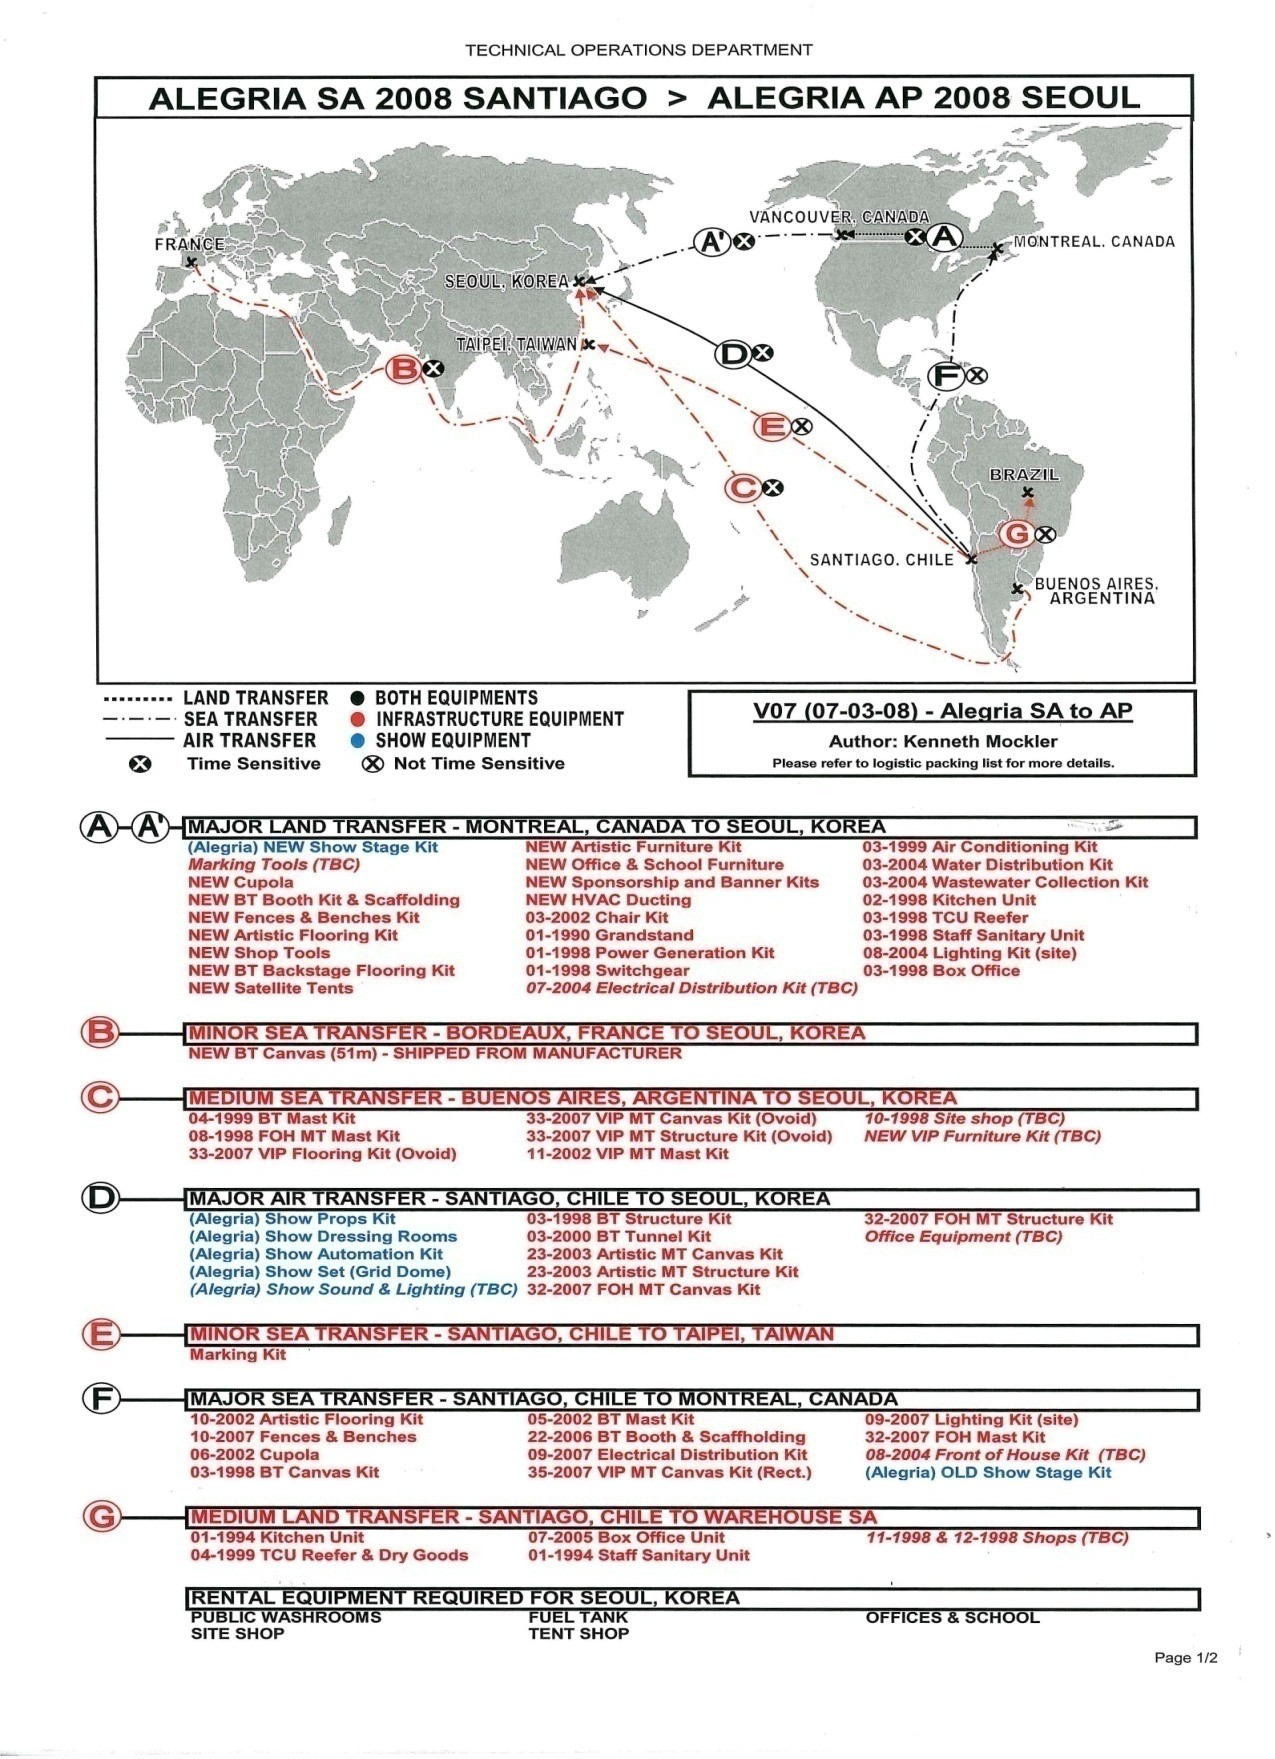 TECHNICAL OPERATIONS DEPARTMENT
ALEGRIA SA 2008 SANTIAGO > ALEGRIA AP 2008 SEOUL
VANCOUVER, CANADA
FRANCE
A'
A
MONTREAL. CANADA
SEOUL, KOREA
TAIPEI, TAIWAN
D
B
F
E
BRAZIL
C
G
SANTIAGO. CHILE
BUENOS AIRES.
ARGENTINA
LAND TRANSFER
BOTH EQUIPMENTS
SEA TRANSFER
INFRASTRUCTURE EQUIPMENT
AIR TRANSFER
SHOW EQUIPMENT
Time Sensitive
Not Time Sensitive
V07 (07-03-08) - Alegria SA to AP
Author: Kenneth Mockler
Please refer to logistic packing list for more details.
A A' MAJOR LAND TRANSFER - MONTREAL, CANADA TO SEOUL, KOREA
(Alegria) NEW Show Stage Kit
Marking Tools (TBC)
NEW Cupola
NEW BT Booth Kit & Scaffolding
NEW Fences & Benches Kit
NEW Artistic Flooring Kit
NEW Shop Tools
NEW BT Backstage Flooring Kit
NEW Satellite Tents
NEW Artistic Furniture Kit
NEW Office & School Furniture
NEW Sponsorship and Banner Kits
NEW HVAC Ducting
03-2002 Chair Kit
01-1990 Grandstand
01-1998 Power Generation Kit
01-1998 Switchgear
07-2004 Electrical Distribution Kit (TBC)
03-1999 Air Conditioning Kit
03-2004 Water Distribution Kit
03-2004 Wastewater Collection Kit
02-1998 Kitchen Unit
03-1998 TCU Reefer
03-1998 Staff Sanitary Unit
08-2004 Lighting Kit (site)
03-1998 Box Office
B MINOR SEA TRANSFER - BORDEAUX, FRANCE TO SEOUL, KOREA
NEW BT Canvas (51m) - SHIPPED FROM MANUFACTURER
C MEDIUM SEA TRANSFER - BUENOS AIRES, ARGENTINA TO SEOUL, KOREA
04-1999 BT Mast Kit
08-1998 FOH MT Mast Kit
33-2007 VIP Flooring Kit (Ovoid)
33-2007 VIP MT Canvas Kit (Ovoid)
33-2007 VIP MT Structure Kit (Ovoid)
11-2002 VIP MT Mast Kit
10-1998 Site shop (TBC)
NEW VIP Furniture Kit (TBC)
D MAJOR AIR TRANSFER - SANTIAGO, CHILE TO SEOUL, KOREA
(Alegria) Show Props Kit
(Alegria) Show Dressing Rooms
(Alegria) Show Automation Kit
(Alegria) Show Set (Grid Dome)
(Alegria) Show Sound & Lighting (TBC)
03-1998 BT Structure Kit
03-2000 BT Tunnel Kit
23-2003 Artistic MT Canvas Kit
23-2003 Artistic MT Structure Kit
32-2007 FOH MT Canvas Kit
32-2007 FOH MT Structure Kit
Office Equipment (TBC)
E MINOR SEA TRANSFER - SANTIAGO, CHILE TO TAIPEI, TAIWAN
Marking Kit
F MAJOR SEA TRANSFER - SANTIAGO, CHILE TO MONTREAL, CANADA
10-2002 Artistic Flooring Kit
10-2007 Fences & Benches
06-2002 Cupola
03-1998 BT Canvas Kit
05-2002 BT Mast Kit
22-2006 BT Booth & Scaffholding
09-2007 Electrical Distribution Kit
35-2007 VIP MT Canvas Kit (Rect.)
09-2007 Lighting Kit (site)
32-2007 FOH Mast Kit
08-2004 Front of House Kit (TBC)
(Alegria) OLD Show Stage Kit
G MEDIUM LAND TRANSFER - SANTIAGO, CHILE TO WAREHOUSE SA
01-1994 Kitchen Unit
04-1999 TCU Reefer & Dry Goods
07-2005 Box Office Unit
01-1994 Staff Sanitary Unit
11-1998 & 12-1998 Shops (TBC)
RENTAL EQUIPMENT REQUIRED FOR SEOUL, KOREA
PUBLIC WASHROOMS
SITE SHOP
FUEL TANK
TENT SHOP
OFFICES & SCHOOL
Page 1/2